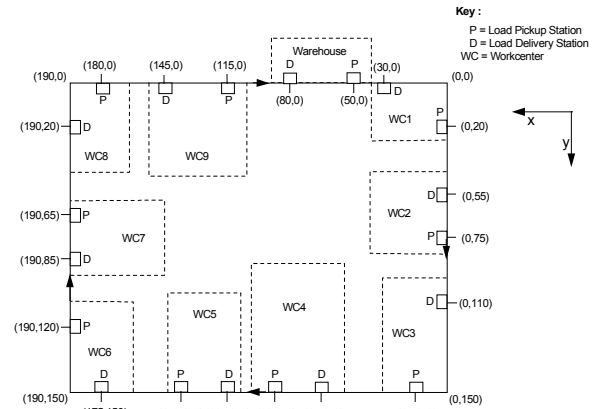 Key :
P = Load Pickup Station
D = Load Delivery Station
WC = Workcenter
Warehouse
(190,0) (180,0) (145,0) (115,0) D P (30,0) (0,0)
P D P (80,0) (50,0) D
(190,20) D WC1 P (0,20)
WC8 WC9
x
y
D (0,55)
(190,65) P WC2
WC7 P (0,75)
(190,85) D
D (0,110)
WC4
WC5
(190,120) P WC3
WC6
D P D P D P
(190,150) (0,150)